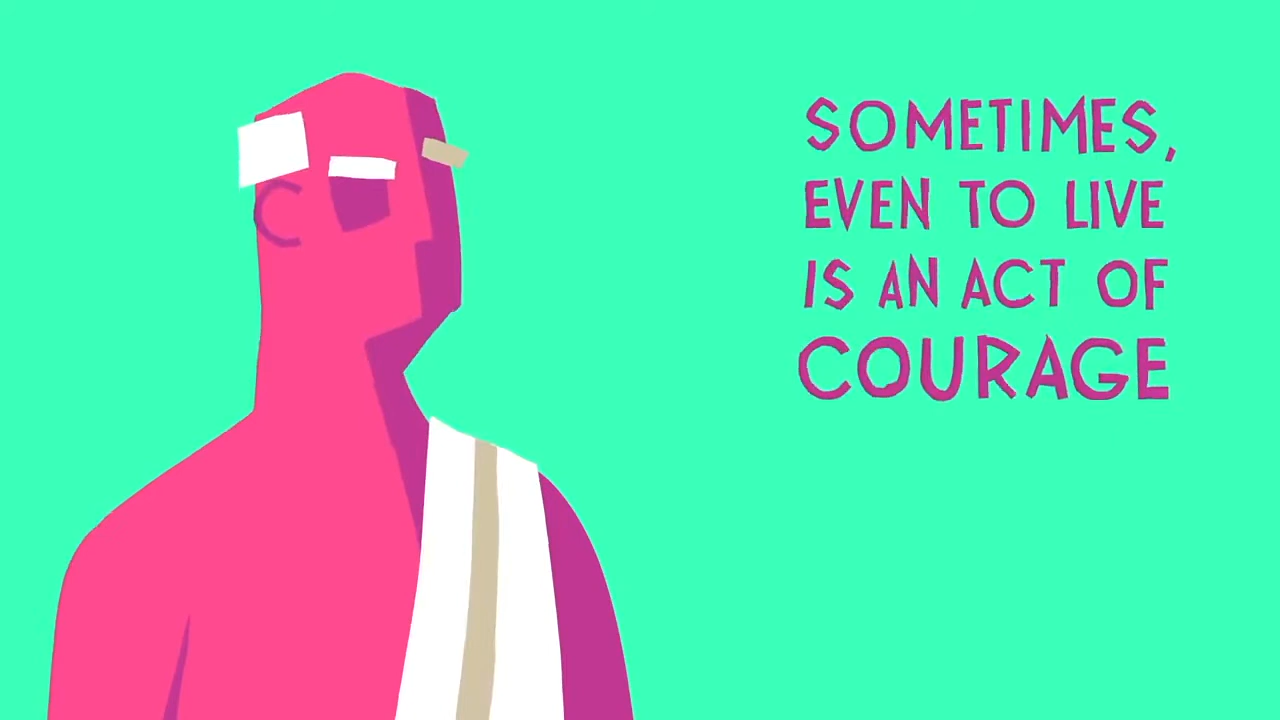 SOMETIMES,
EVEN TO LIVE
IS AN ACT OF
COURAGE